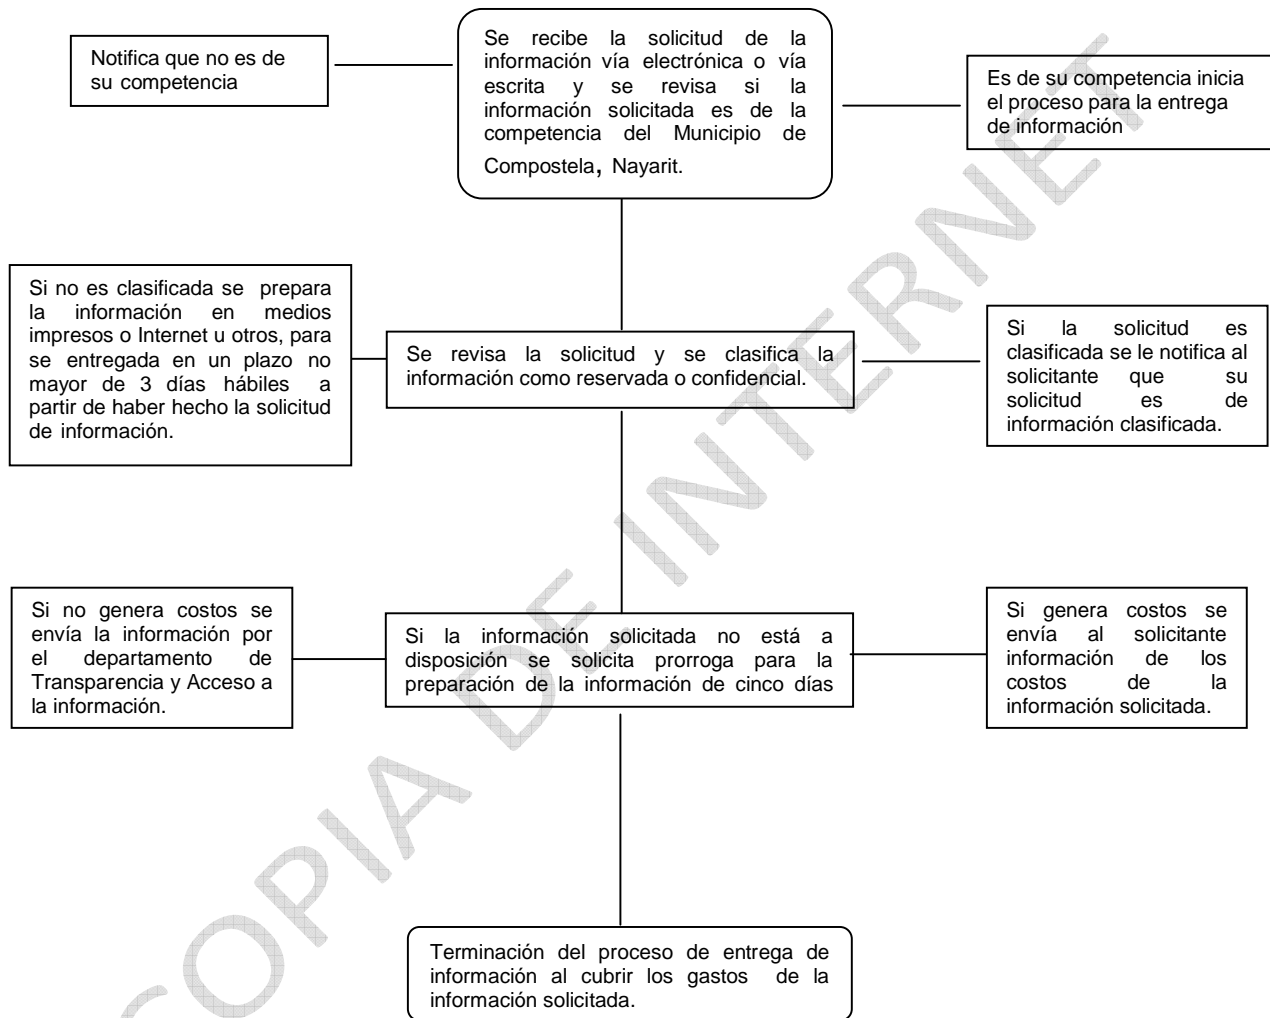 Notifica que no es de
su competencia
Se recibe la solicitud de la
información vía electrónica o vía
escrita y se revisa si la
información solicitada es de la
competencia del Municipio de
Compostela, Nayarit.
Es de su competencia inicia
el proceso para la entrega
de información
Si no es clasificada se prepara
la información en medios
impresos o Internet u otros, para
se entregada en un plazo no
mayor de 3 días hábiles a
partir de haber hecho la solicitud
de información.
Se revisa la solicitud y se clasifica la
información como reservada o confidencial.
Si la solicitud es
clasificada se le notifica al
solicitante que su
solicitud es de
información clasificada.
Si no genera costos se
envía la información por
el departamento de
Transparencia y Acceso a
la información.
Si la información solicitada no está a
disposición se solicita prorroga para la
preparación de la información de cinco días
Si genera costos se
envía al solicitante
información de los
costos de la
información solicitada.
Terminación del proceso de entrega de
información al cubrir los gastos de la
información solicitada.
COPIA DE INTERNET